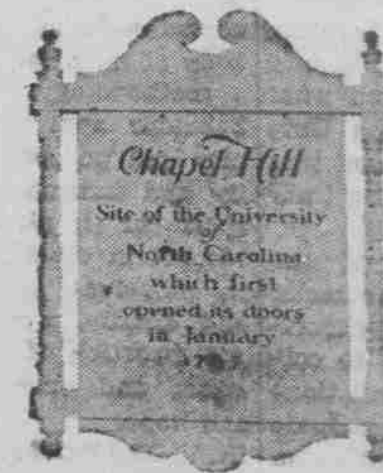 Chapel Hill
Site of the University
of
North Carolina
which first
opened its doors
in January